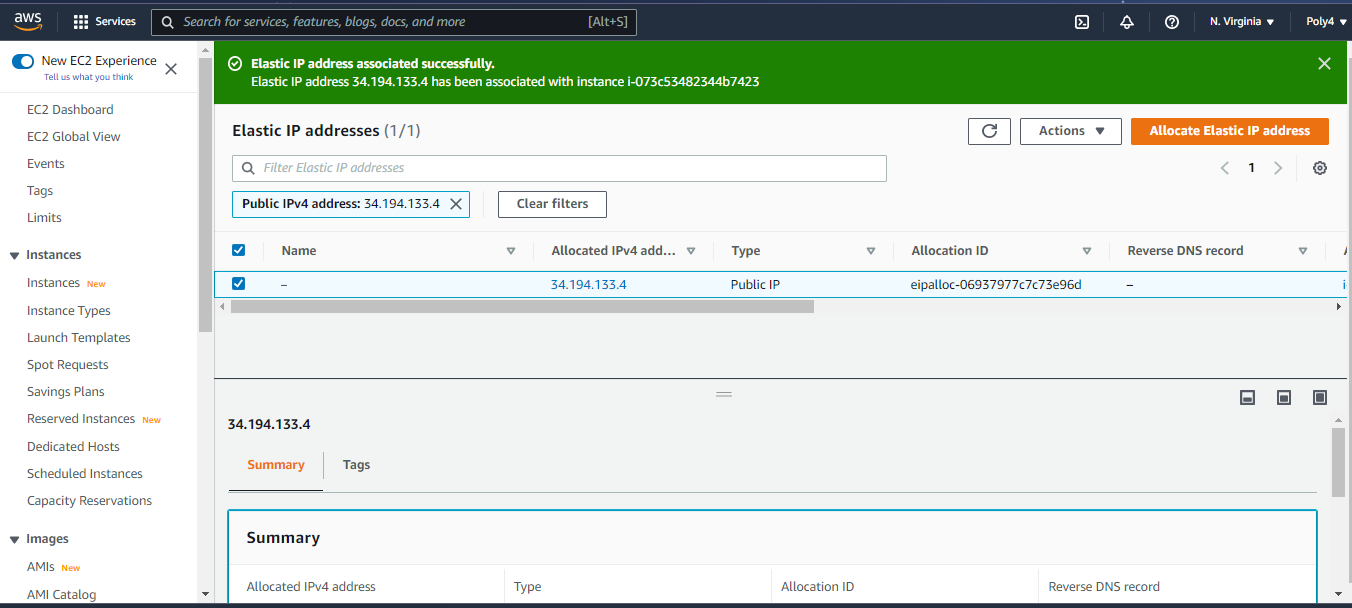 aws
Services
Search for services, features, blogs, docs, and more
[Alt+S]
N. Virginia
Poly4
New EC2 Experience
Tell us what you think
EC2 Dashboard
EC2 Global View
Events
Tags
Limits
Instances
Instances New
Instance Types
Launch Templates
Spot Requests
Savings Plans
Reserved Instances New
Dedicated Hosts
Scheduled Instances
Capacity Reservations
Images
AMIs New
AMI Catalog
Elastic IP address associated successfully.
Elastic IP address 34.194.133.4 has been associated with instance i-073c53482344b7423
Elastic IP addresses (1/1)
Actions
Allocate Elastic IP address
Filter Elastic IP addresses
1
Public IPv4 address: 34.194.133.4
Clear filters
Name
Allocated IPv4 add...
Type
Allocation ID
Reverse DNS record
–
34.194.133.4
Public IP
eipalloc-06937977c7c73e96d
–
34.194.133.4
Summary
Tags
Summary
Allocated IPv4 address
Type
Allocation ID
Reverse DNS record